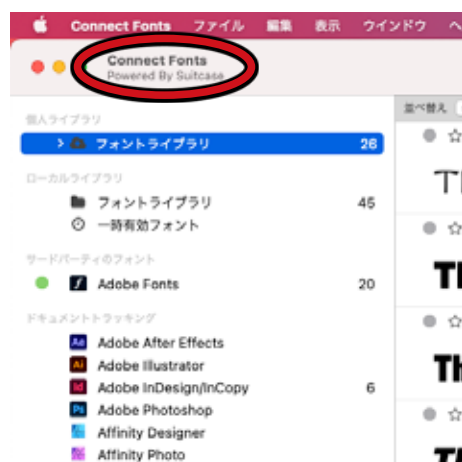 Connect Fonts ファイル 編集 表示 ウインドウ ヘ
Connect Fonts
Powered By Suitcase
並べ替え
個人ライブラリ
フォントライブラリ 26
ローカルライブラリ
フォントライブラリ 45
一時有効フォント
サードパーティのフォント
Adobe Fonts 20
ドキュメントトラッキング
Ae Adobe After Effects
Ai Adobe Illustrator
Id Adobe InDesign/InCopy 6
Ps Adobe Photoshop
Affinity Designer
Affinity Photo